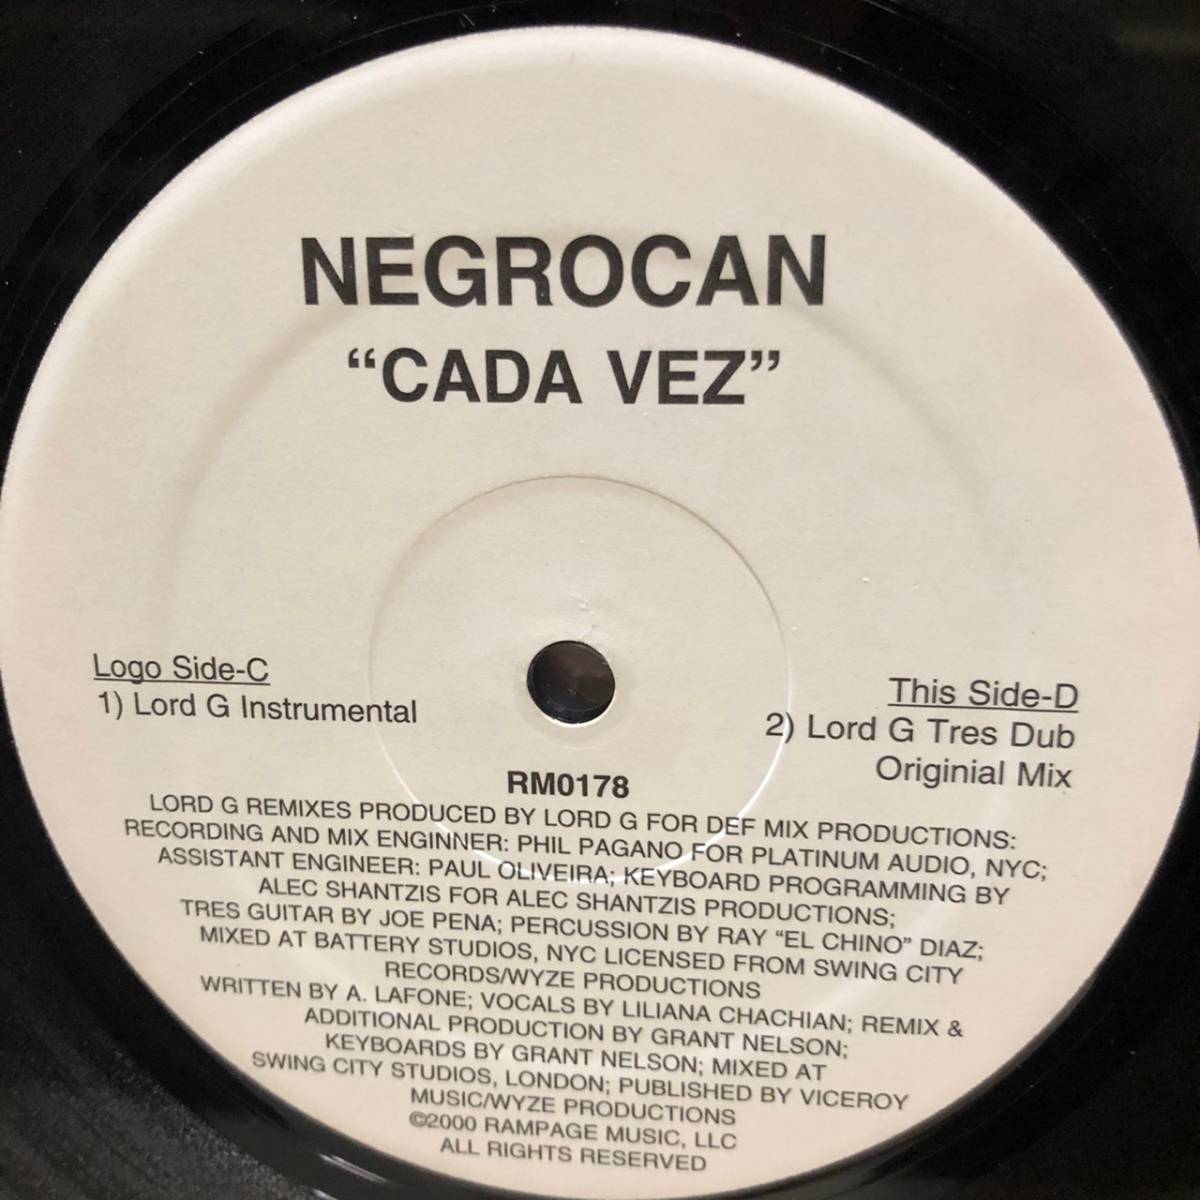 NEGROCAN
“CADA VEZ”
Logo Side-C
1) Lord G Instrumental
This Side-D
2) Lord G Tres Dub
Originial Mix
RM0178
LORD G REMIXES PRODUCED BY LORD G FOR DEF MIX PRODUCTIONS:
RECORDING AND MIX ENGINNER: PHIL PAGANO FOR PLATINUM AUDIO, NYC;
ASSISTANT ENGINEER: PAUL OLIVEIRA; KEYBOARD PROGRAMMING BY
ALEC SHANTZIS FOR ALEC SHANTZIS PRODUCTIONS;
TRES GUITAR BY JOE PENA; PERCUSSION BY RAY “EL CHINO” DIAZ;
MIXED AT BATTERY STUDIOS, NYC LICENSED FROM SWING CITY
RECORDS/WYZE PRODUCTIONS
WRITTEN BY A. LAFONE; VOCALS BY LILIANA CHACHIAN; REMIX &
ADDITIONAL PRODUCTION BY GRANT NELSON;
KEYBOARDS BY GRANT NELSON; MIXED AT
SWING CITY STUDIOS, LONDON; PUBLISHED BY VICEROY
MUSIC/WYZE PRODUCTIONS
©2000 RAMPAGE MUSIC, LLC
ALL RIGHTS RESERVED